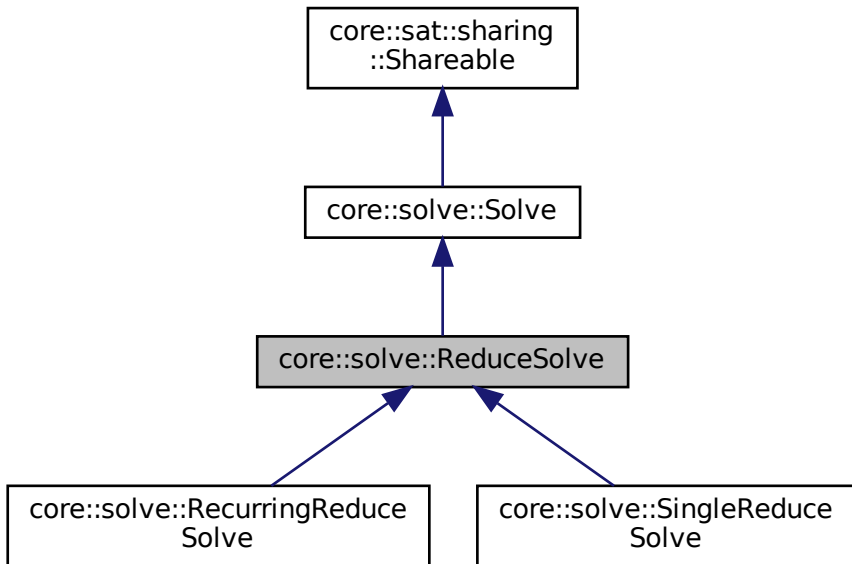 core::sat::sharing
::Shareable
core::solve::Solve
core::solve::ReduceSolve
core::solve::RecurringReduce
Solve
core::solve::SingleReduce
Solve